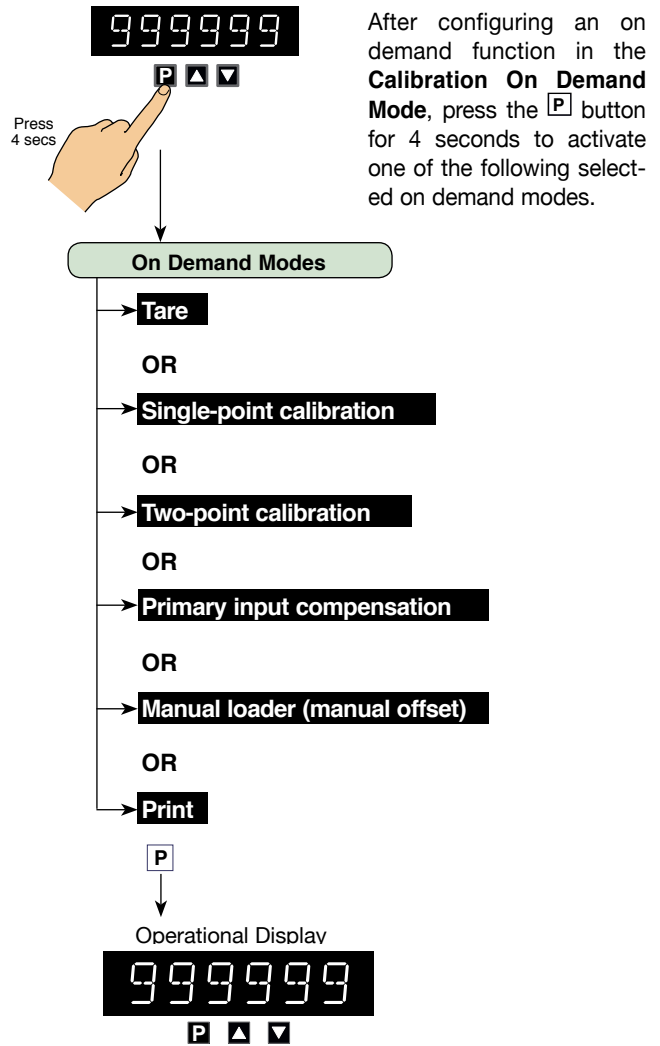 999999
P
Press
4 secs
After configuring an on
demand function in the
Calibration On Demand
Mode, press the P button
for 4 seconds to activate
one of the following select-
ed on demand modes.
On Demand Modes
Tare
OR
Single-point calibration
OR
Two-point calibration
OR
Primary input compensation
OR
Manual loader (manual offset)
OR
Print
P
Operational Display
999999
P